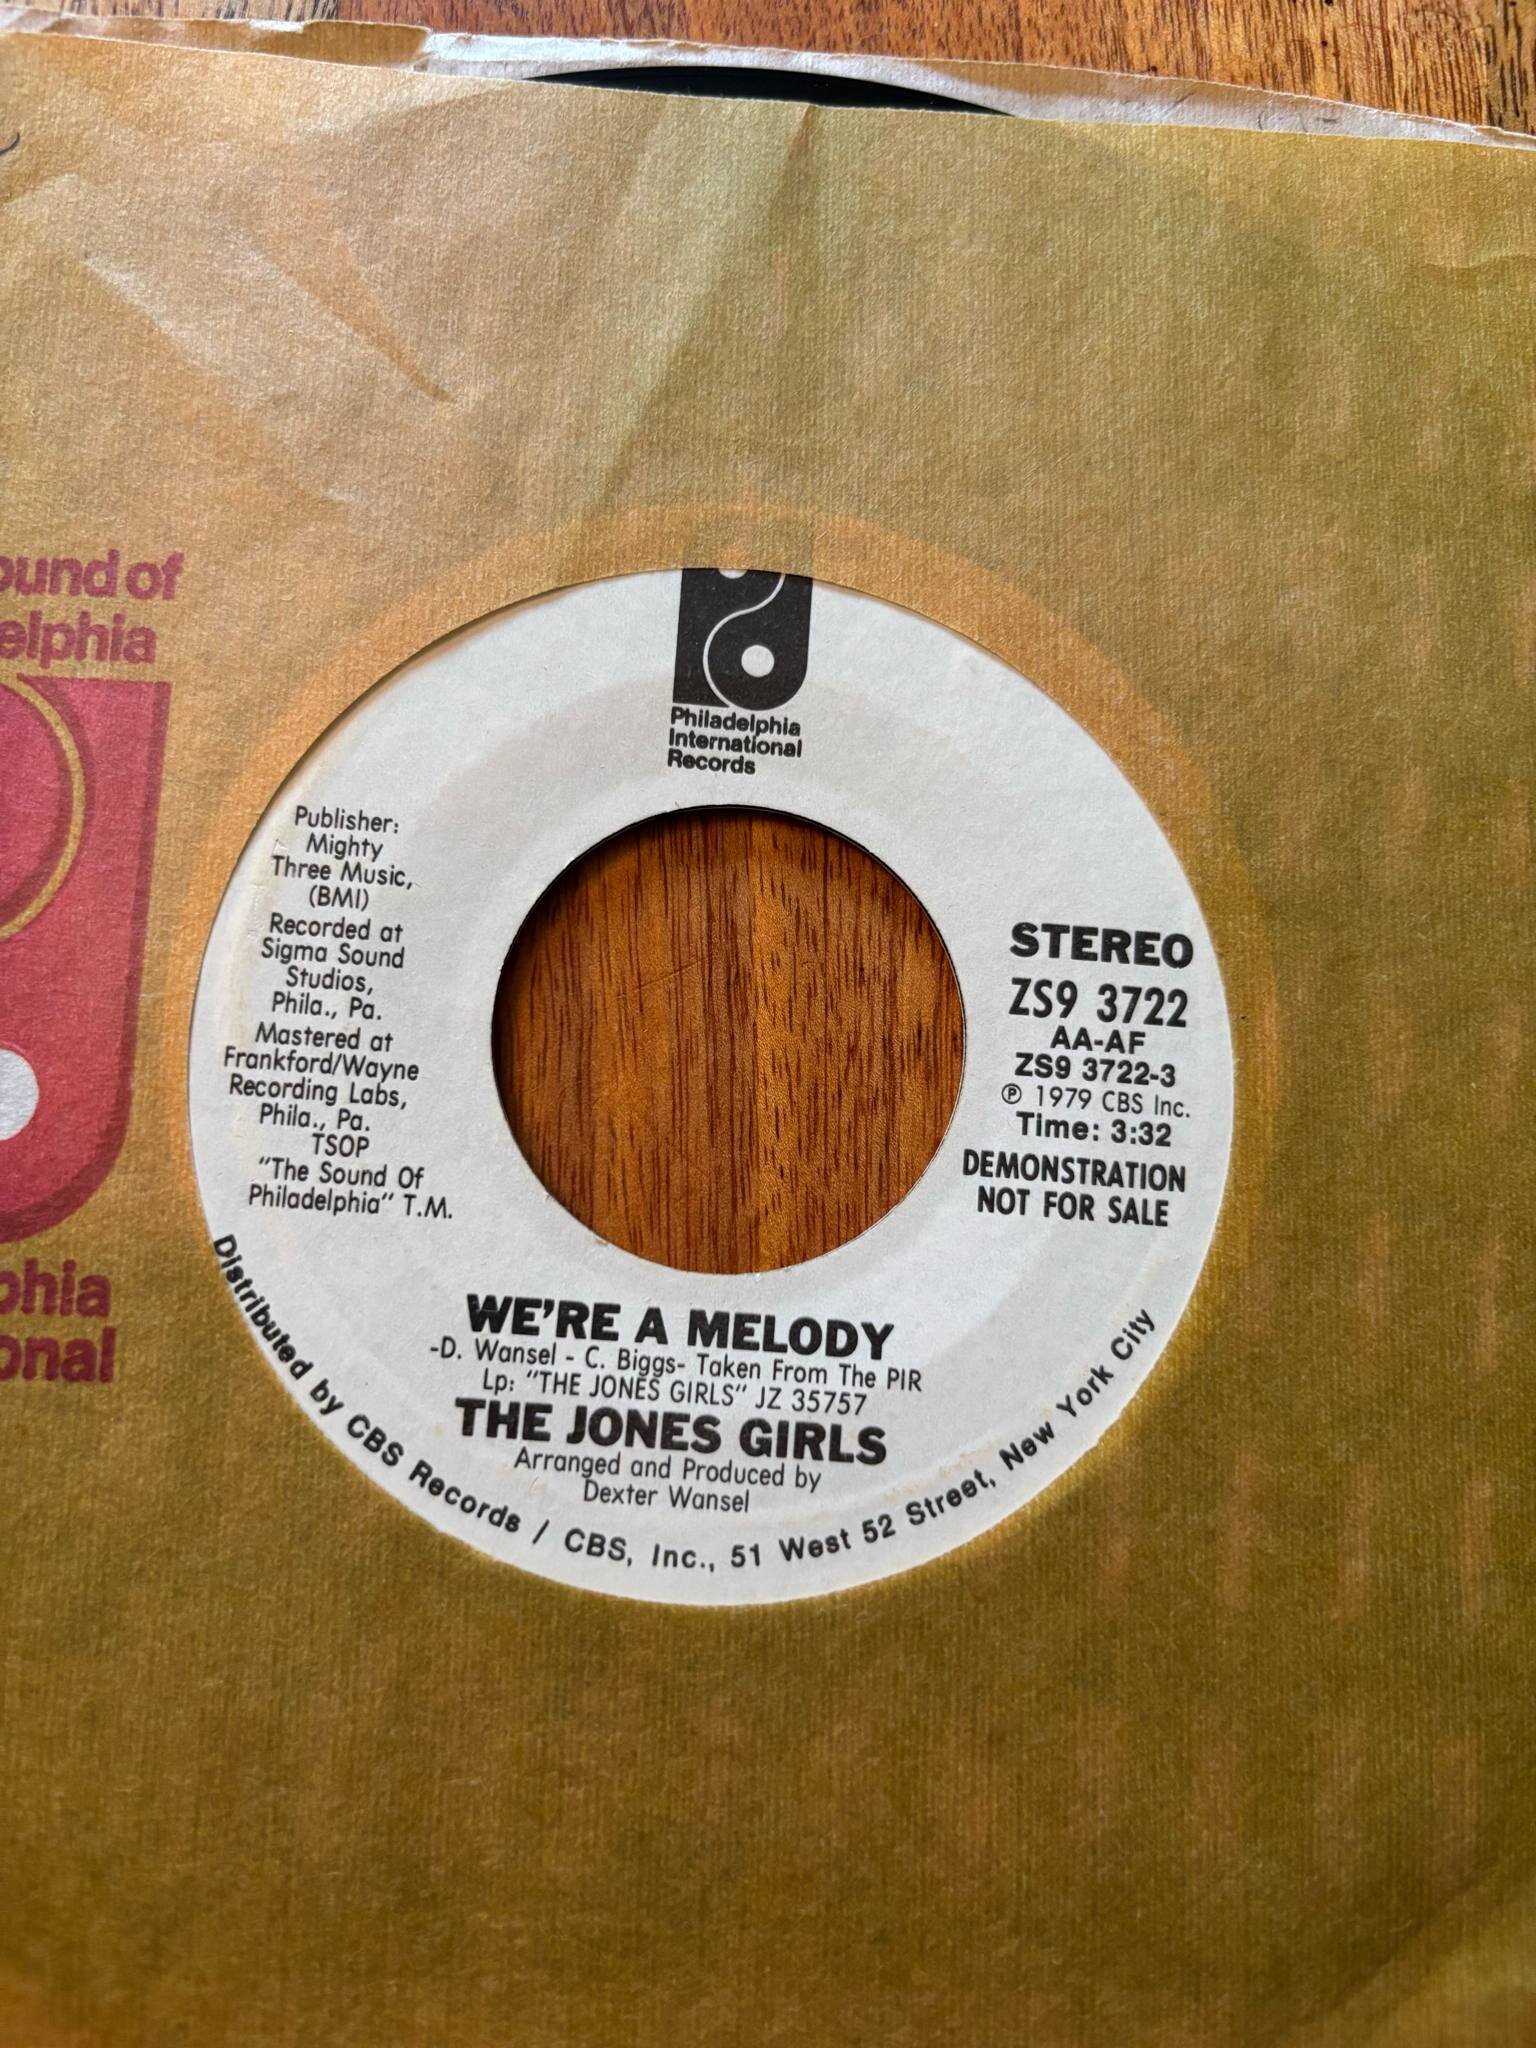 ound of
elphia
phia
onal
Philadelphia
International
Records
Publisher:
Mighty
Three Music,
(BMI)
Recorded at
Sigma Sound
Studios,
Phila., Pa.
Mastered at
Frankford/Wayne
Recording Labs,
Phila., Pa.
TSOP
"The Sound Of
Philadelphia" T.M.
STEREO
ZS9 3722
AA-AF
ZS9 3722-3
Ⓟ 1979 CBS Inc.
Time: 3:32
DEMONSTRATION
NOT FOR SALE
WE'RE A MELODY
-D. Wansel - C. Biggs- Taken From The PIR
Lp: "THE JONES GIRLS" JZ 35757
THE JONES GIRLS
Arranged and Produced by
Dexter Wansel
Distributed by CBS Records / CBS, Inc., 51 West 52 Street, New York City